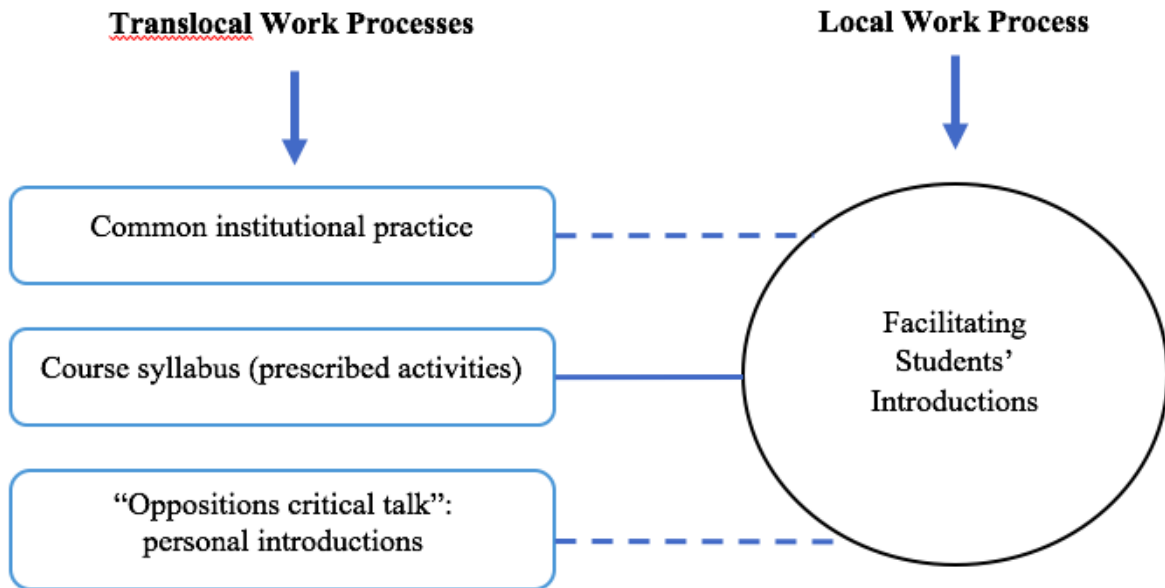 Translocal Work Processes
Local Work Process
Common institutional practice
Course syllabus (prescribed activities)
“Oppositions critical talk”:
personal introductions
Facilitating
Students’
Introductions